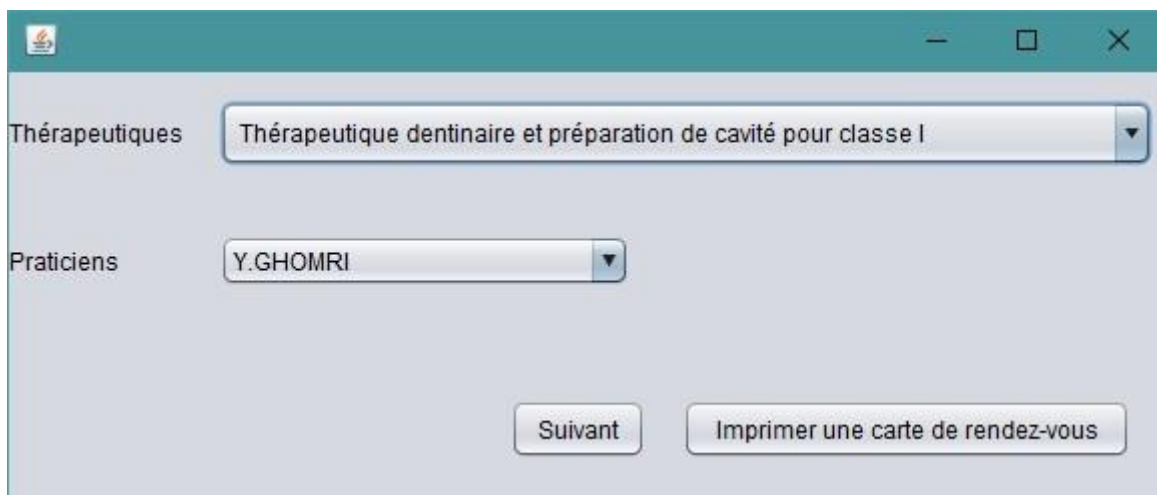 Thérapeutiques
Thérapeutique dentinaire et préparation de cavité pour classe I
Praticiens
Y.GHOMRI
Suivant
Imprimer une carte de rendez-vous